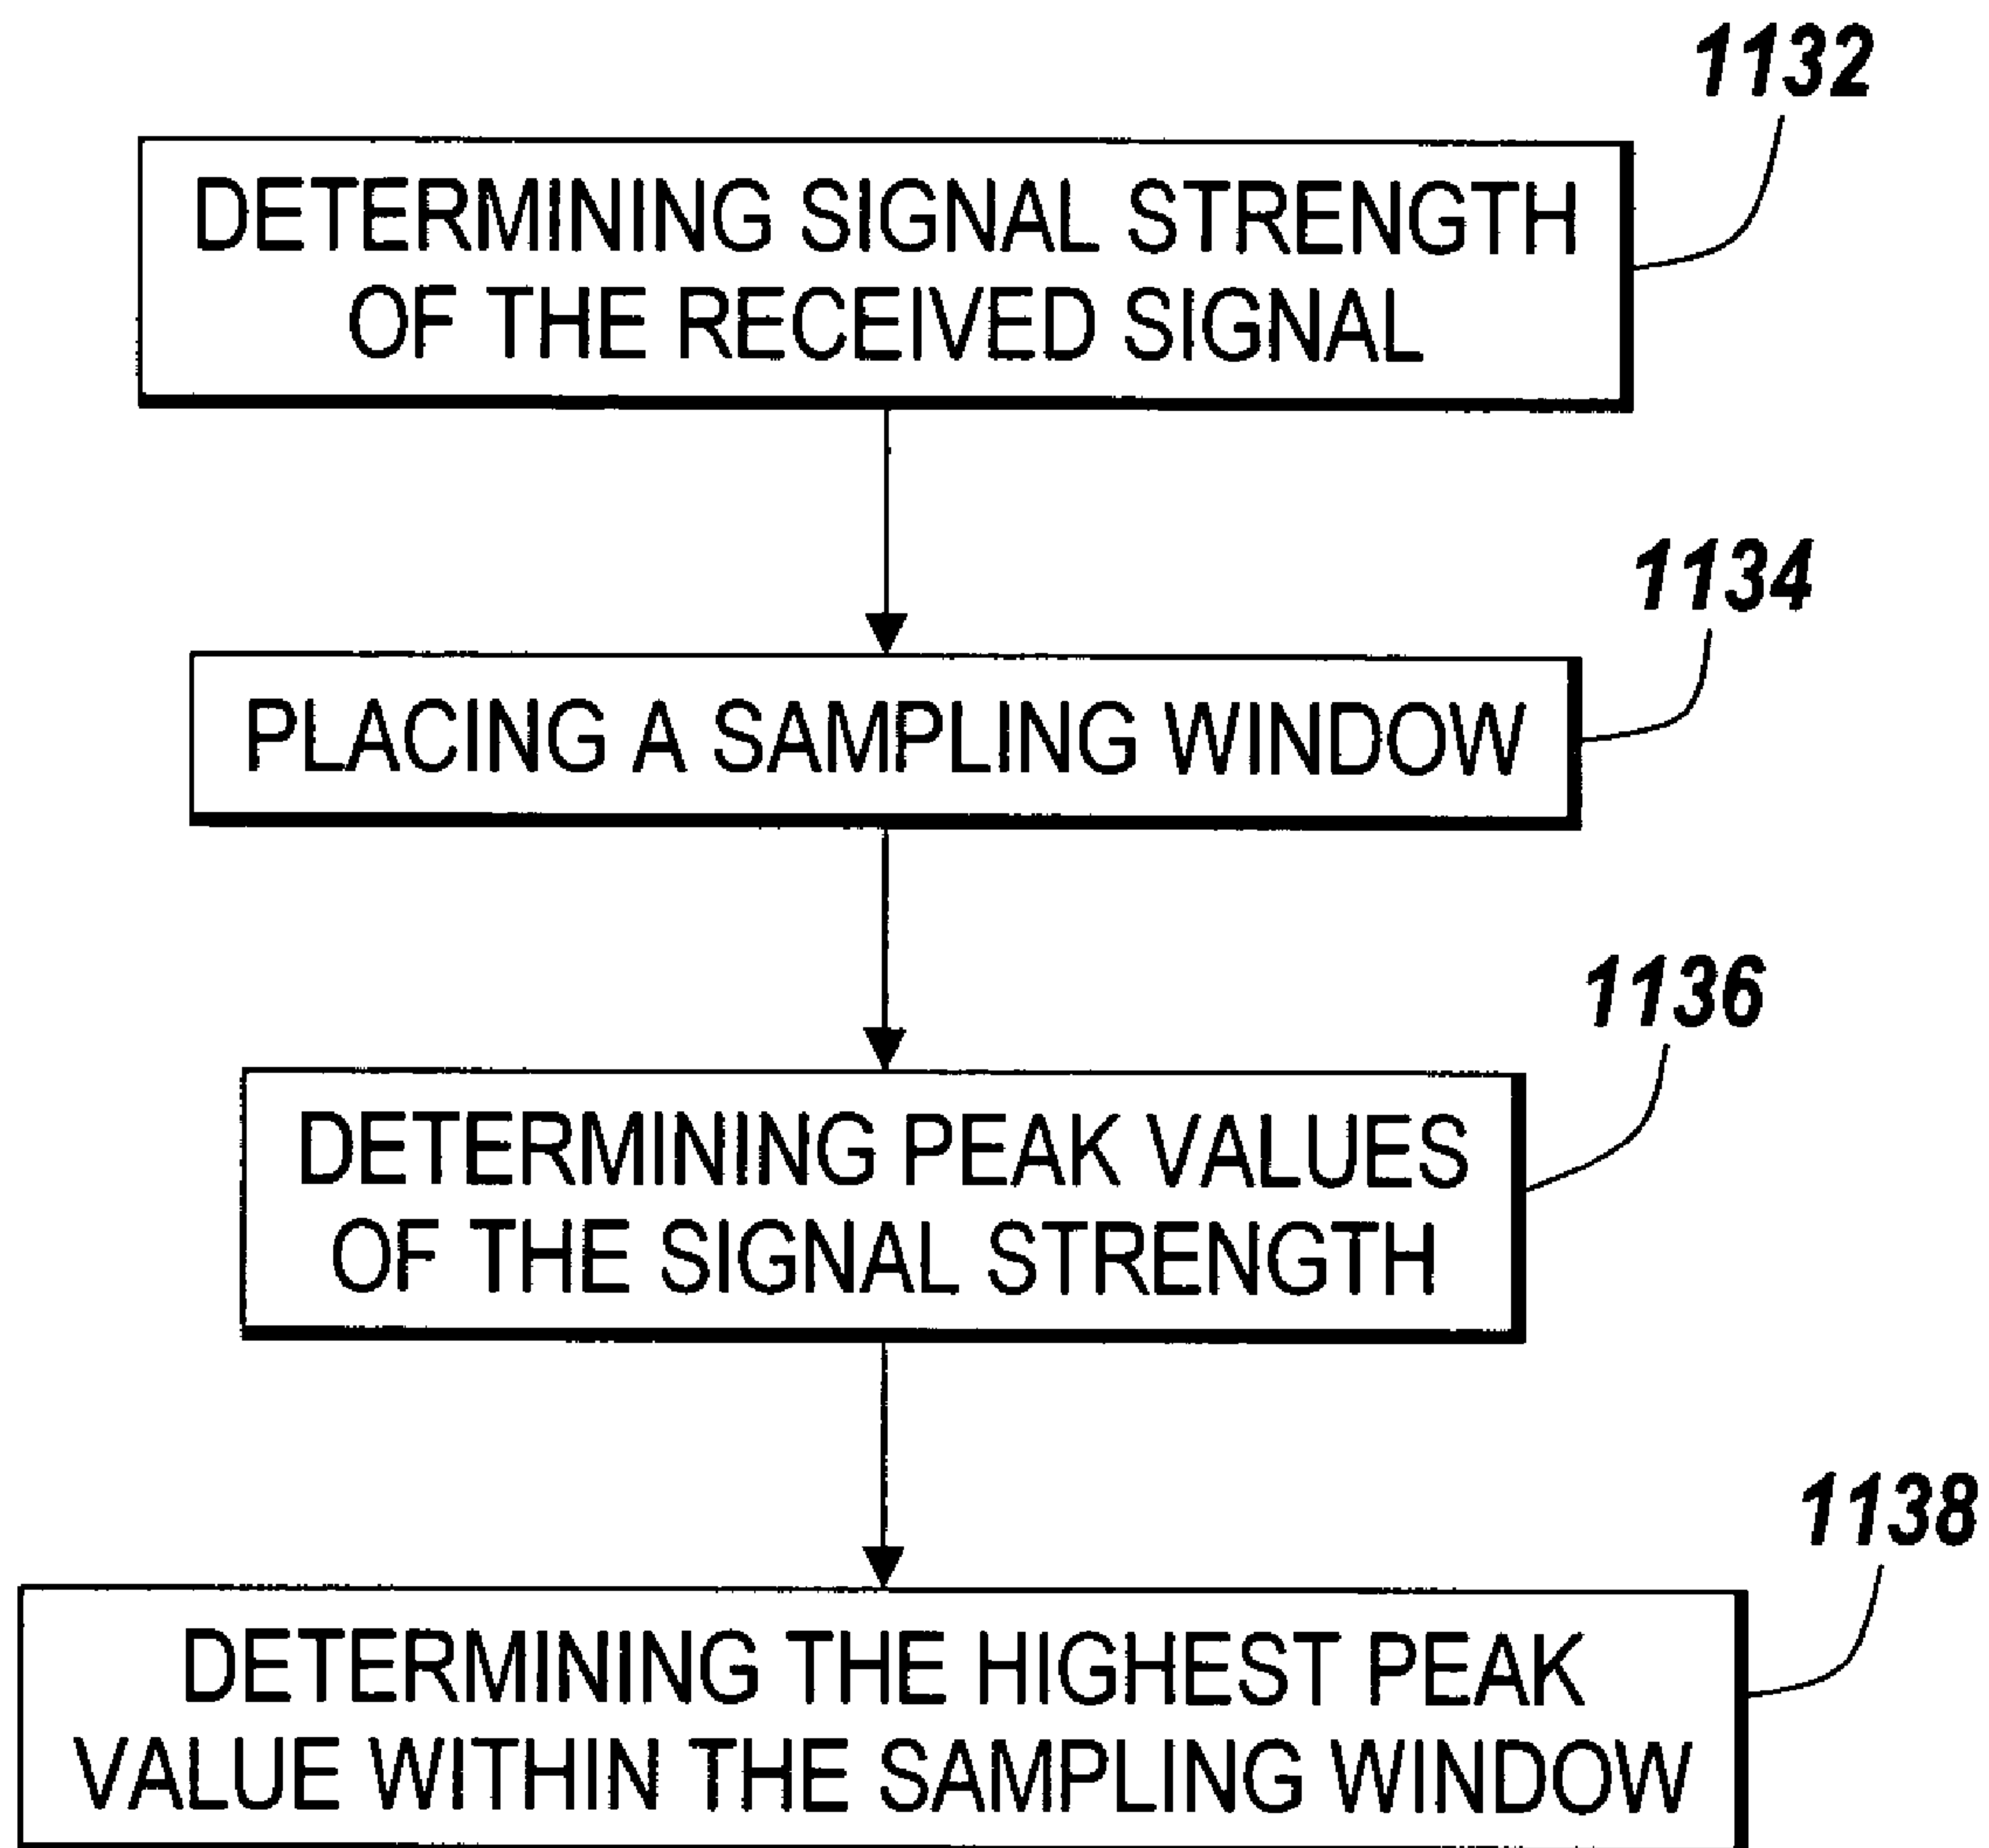 1132
DETERMINING SIGNAL STRENGTH
OF THE RECEIVED SIGNAL
1134
PLACING A SAMPLING WINDOW
1136
DETERMINING PEAK VALUES
OF THE SIGNAL STRENGTH
1138
DETERMINING THE HIGHEST PEAK
VALUE WITHIN THE SAMPLING WINDOW